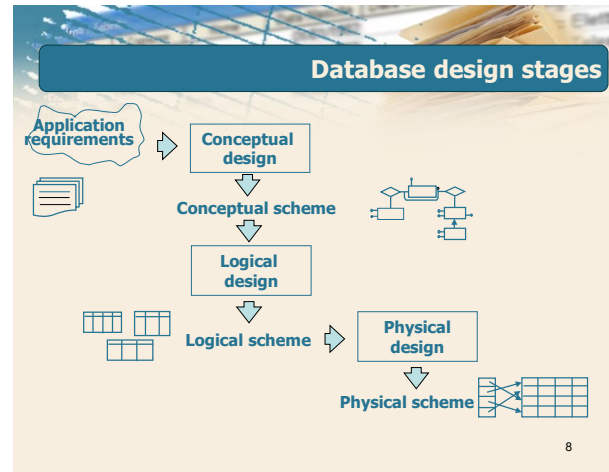 Database design stages
Application
requirements
Conceptual
design
Conceptual scheme
Logical
design
Logical scheme
Physical
design
Physical scheme
8